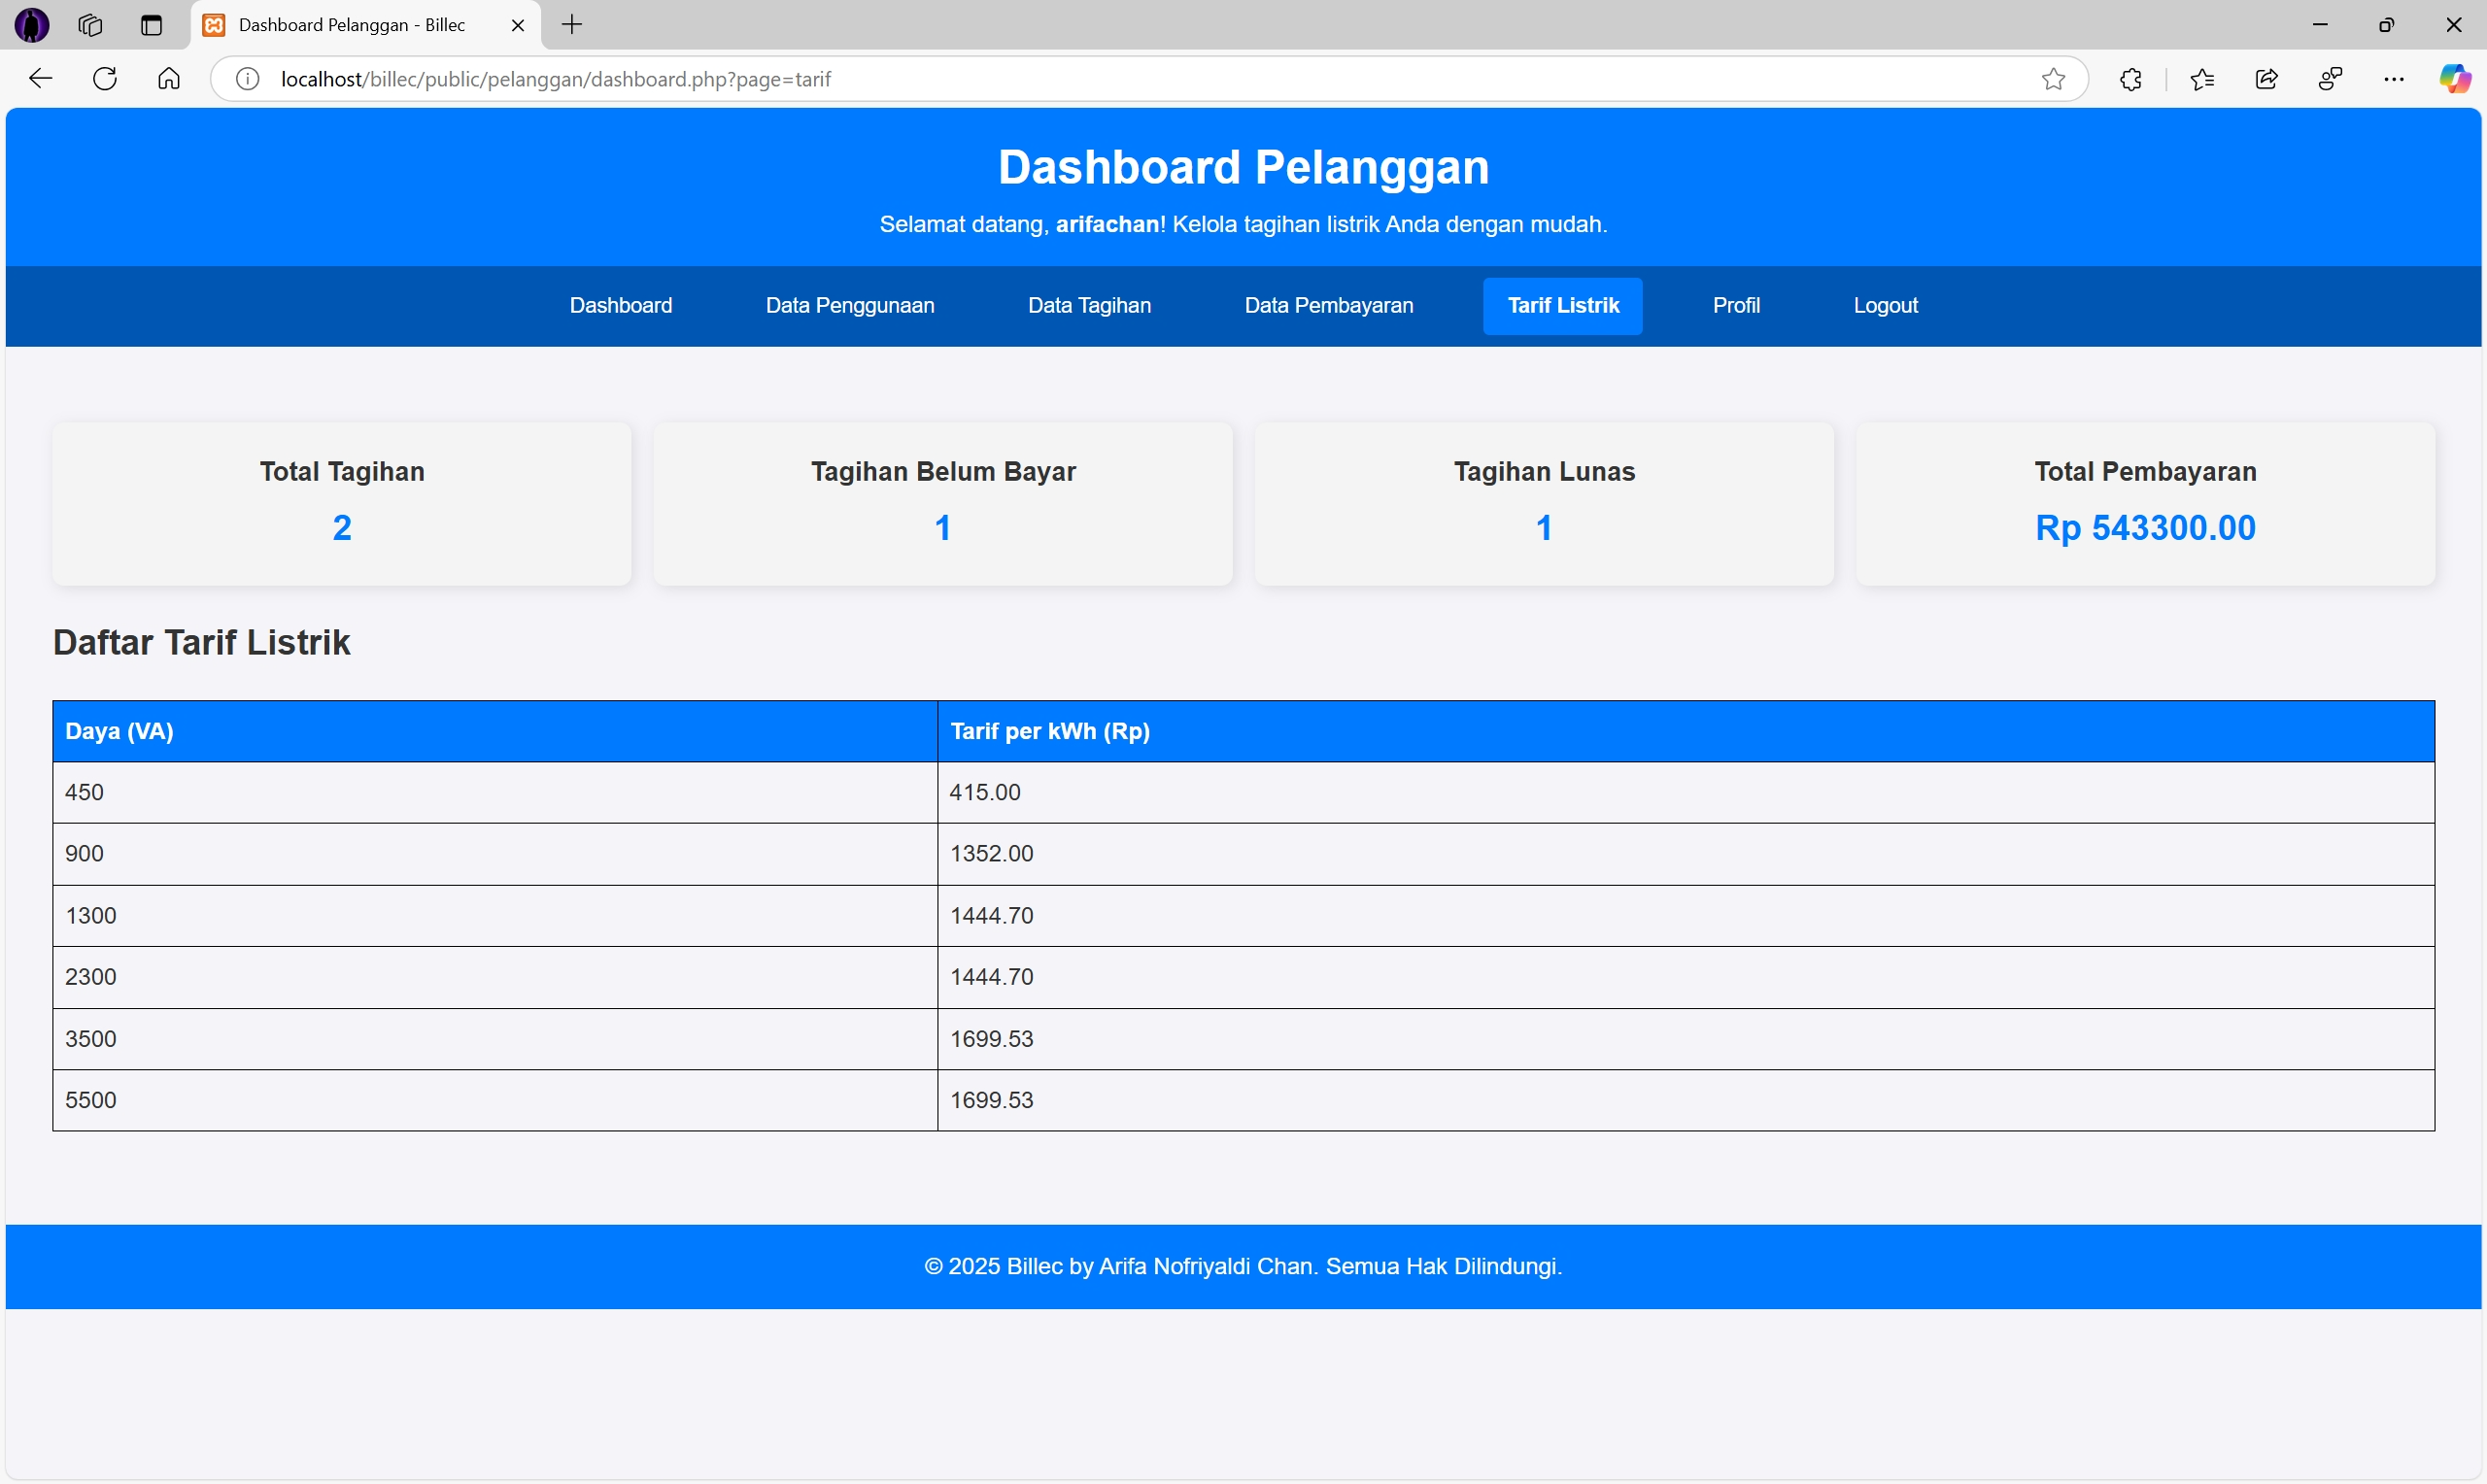 Dashboard Pelanggan - Billec
localhost/billec/public/pelanggan/dashboard.php?page=tarif
Dashboard Pelanggan
Selamat datang, arifachan! Kelola tagihan listrik Anda dengan mudah.
Dashboard Data Penggunaan Data Tagihan Data Pembayaran Tarif Listrik Profil Logout
Total Tagihan Tagihan Belum Bayar Tagihan Lunas Total Pembayaran
2 1 1 Rp 543300.00
Daftar Tarif Listrik
Daya (VA) Tarif per kWh (Rp)
450 415.00
900 1352.00
1300 1444.70
2300 1444.70
3500 1699.53
5500 1699.53
© 2025 Billec by Arifa Nofriyaldi Chan. Semua Hak Dilindungi.